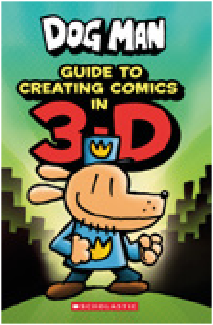 DOG MAN
GUIDE TO
CREATING COMICS
IN
3-D
SCHOLASTIC